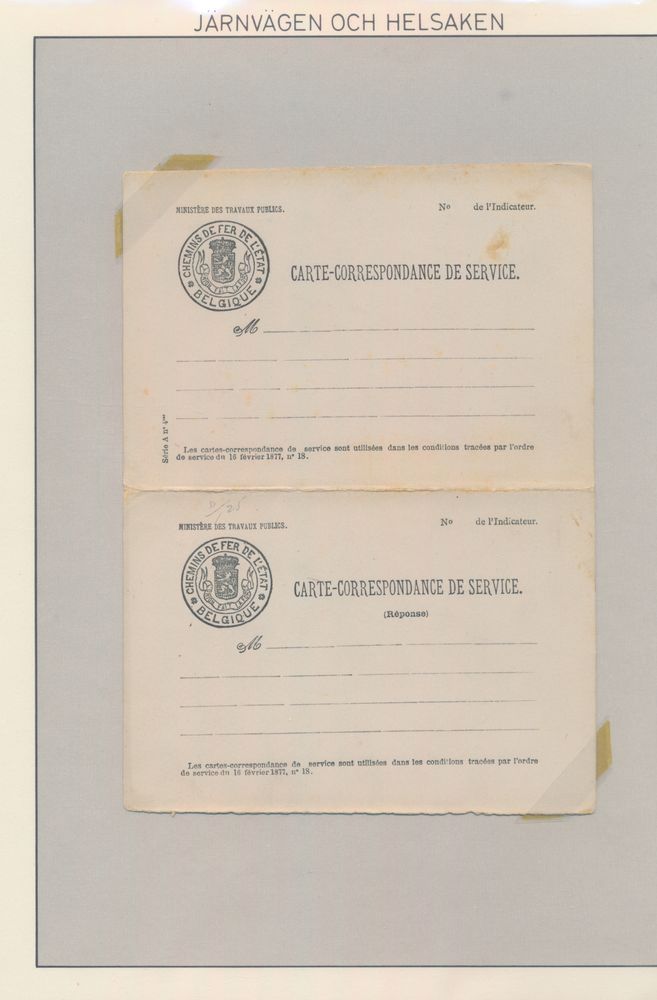 JÄRNVÄGEN OCH HELSAKEN
MINISTÈRE DES TRAVAUX PUBLICS.
No de l'Indicateur.
CHEMINS DE FER DE L'ÉTAT
BELGIQUE
CARTE-CORRESPONDANCE DE SERVICE.
M
Série A n° 4
Les cartes-correspondance de service sont utilisées dans les conditions tracées par l'ordre
de service du 16 février 1877, n° 18.
MINISTÈRE DES TRAVAUX PUBLICS.
No de l'Indicateur.
CHEMINS DE FER DE L'ÉTAT
BELGIQUE
CARTE-CORRESPONDANCE DE SERVICE.
(Réponse)
M
Les cartes-correspondance de service sont utilisées dans les conditions tracées par l'ordre
de service du 16 février 1877, n° 18.